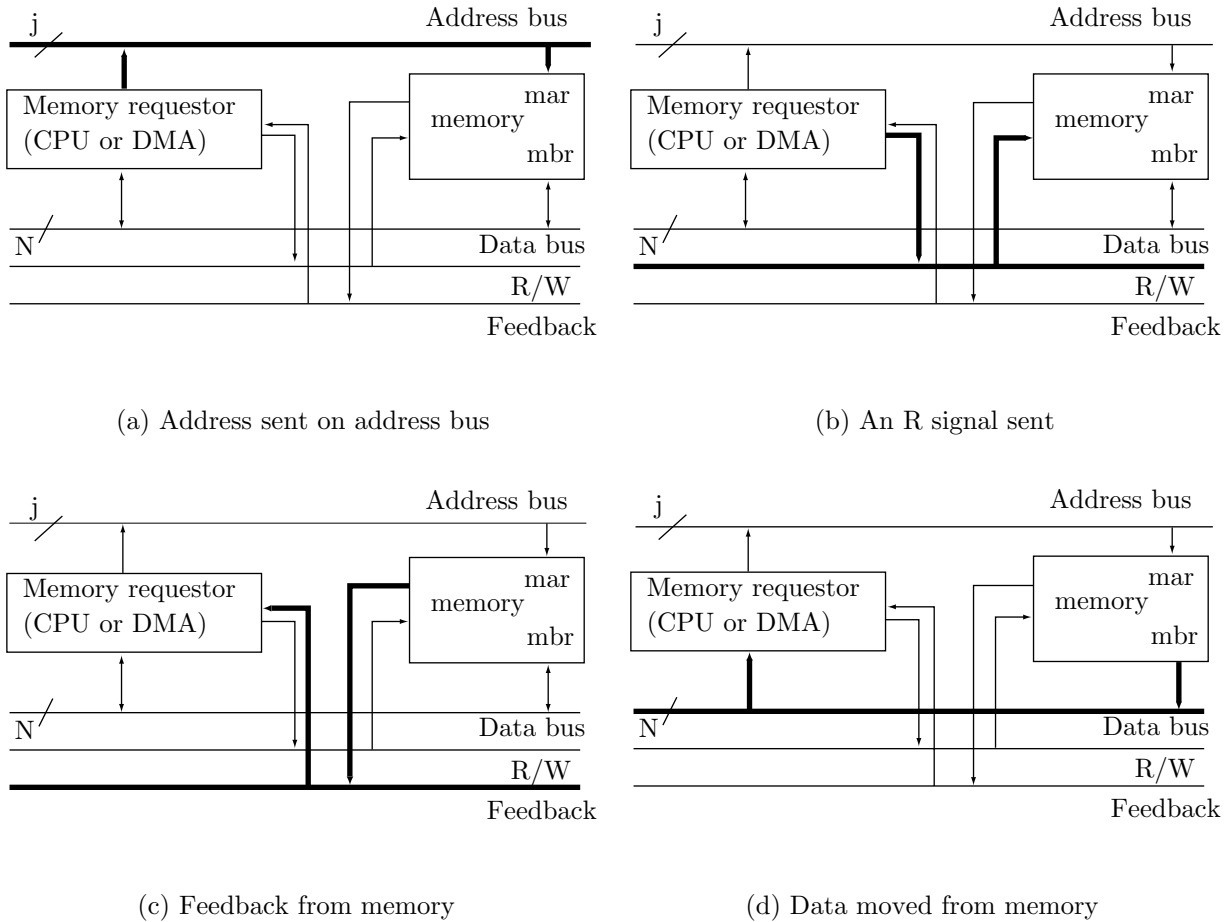 j
Address bus
Memory requestor
(CPU or DMA)
mar
memory
mbr
N
Data bus
R/W
Feedback
(a) Address sent on address bus
j
Address bus
Memory requestor
(CPU or DMA)
mar
memory
mbr
N
Data bus
R/W
Feedback
(b) An R signal sent
j
Address bus
Memory requestor
(CPU or DMA)
mar
memory
mbr
N
Data bus
R/W
Feedback
(c) Feedback from memory
j
Address bus
Memory requestor
(CPU or DMA)
mar
memory
mbr
N
Data bus
R/W
Feedback
(d) Data moved from memory